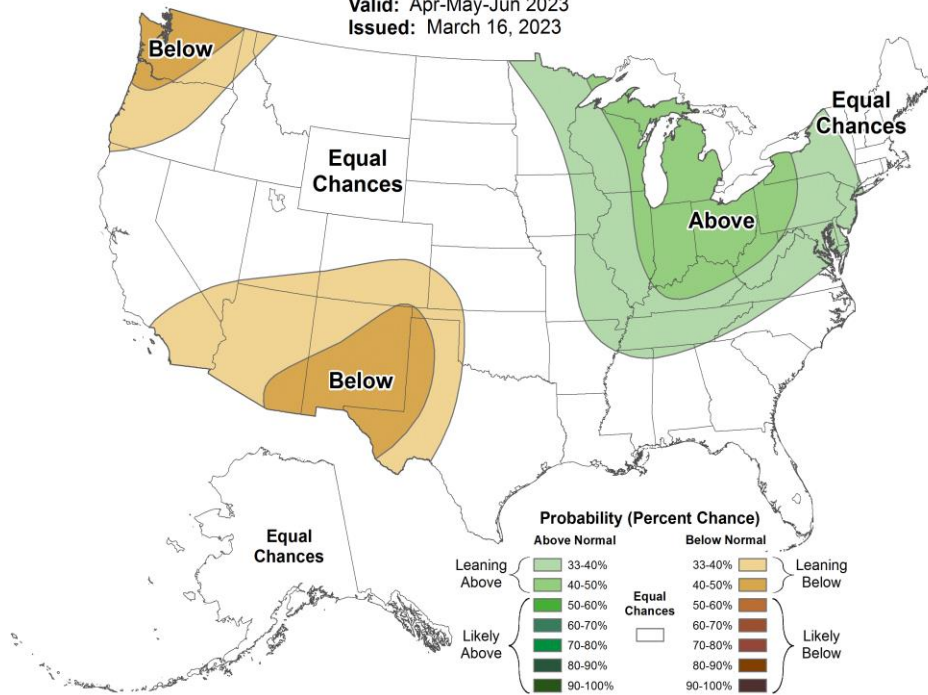 Valid: Apr-May-Jun 2023
Issued: March 16, 2023
Below
Equal
Chances
Equal
Chances
Above
Below
Equal
Chances
Probability (Percent Chance)
Above Normal
Below Normal
Leaning
Above
33-40%
40-50%
Likely
Above
50-60%
60-70%
70-80%
80-90%
90-100%
Equal
Chances
33-40%
40-50%
Leaning
Below
50-60%
60-70%
70-80%
80-90%
90-100%
Likely
Below